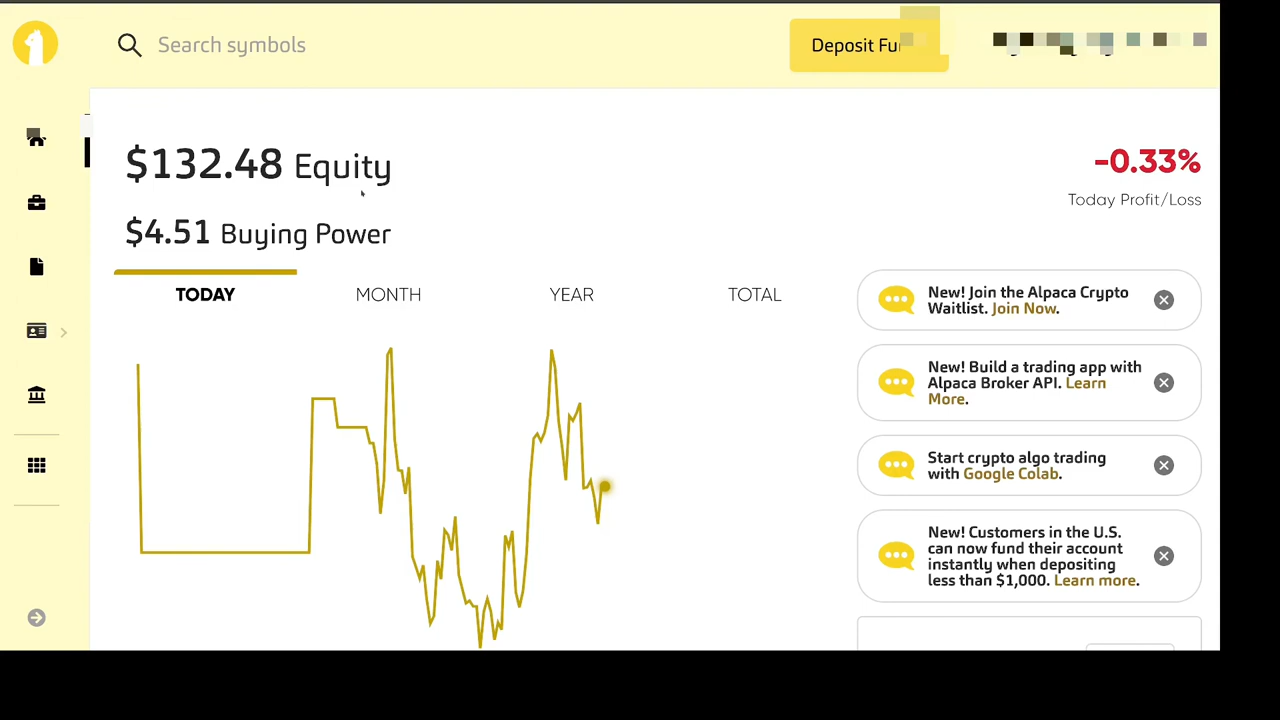 Search symbols
Deposit
$132.48 Equity
-0.33%
Today Profit/Loss
$4.51 Buying Power
TODAY
MONTH
YEAR
TOTAL
New! Join the Alpaca Crypto
Waitlist. Join Now.
New! Build a trading app with
Alpaca Broker API. Learn
More.
Start crypto algo trading
with Google Colab.
New! Customers in the U.S.
can now fund their account
instantly when depositing
less than $1,000. Learn more.